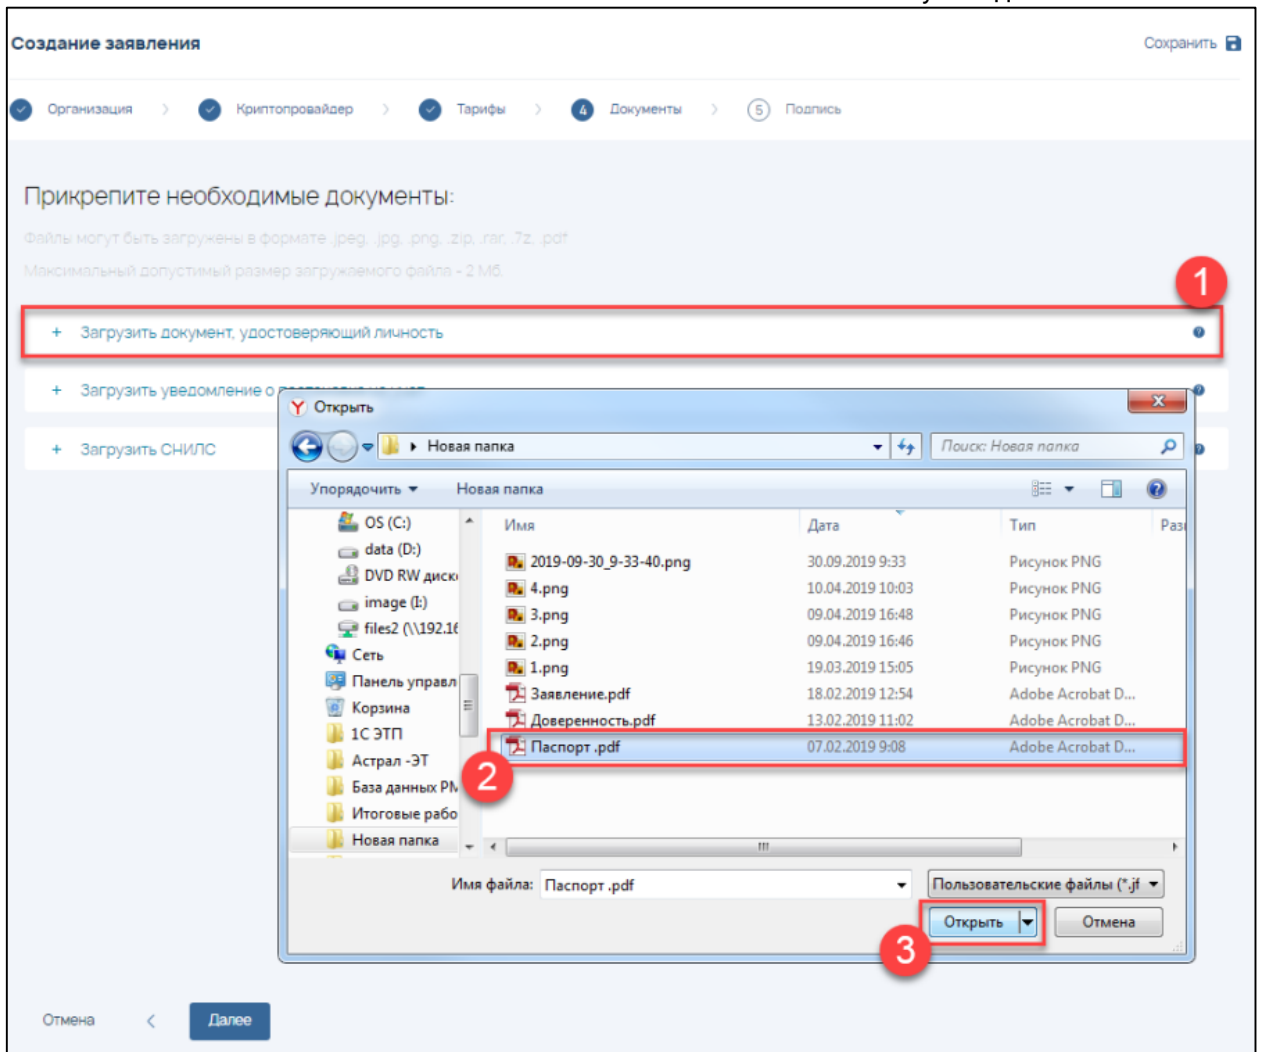 Создание заявления
Сохранить
Организация > Криптопровайдер > Тарифы > 4 Документы > 5 Подпись
Прикрепите необходимые документы:
Файлы могут быть загружены в формате .jpeg, .jpg, .png, .zip, .rar, .7z, .pdf
Максимальный допустимый размер загружаемого файла - 2 Мб.
1
+ Загрузить документ, удостоверяющий личность ?
+ Загрузить уведомление о ?
+ Загрузить СНИЛС ?
Открыть
Новая папка
Поиск: Новая папка
Упорядочить Новая папка
Имя Дата Тип Раз
OS (C:)
data (D:)
DVD RW диск
image (I:)
files2 (\\192.16
Сеть
Панель управл
Корзина
1С ЭТП
Астрал -ЭТ
База данных РМ
Итоговые рабо
Новая папка
2019-09-30_9-33-40.png 30.09.2019 9:33 Рисунок PNG
4.png 10.04.2019 10:03 Рисунок PNG
3.png 09.04.2019 16:48 Рисунок PNG
2.png 09.04.2019 16:46 Рисунок PNG
1.png 19.03.2019 15:05 Рисунок PNG
Заявление.pdf 18.02.2019 12:54 Adobe Acrobat D...
Доверенность.pdf 13.02.2019 11:02 Adobe Acrobat D...
Паспорт .pdf 07.02.2019 9:08 Adobe Acrobat D...
2
Имя файла: Паспорт .pdf Пользовательские файлы (*.jf
Открыть Отмена
3
Отмена < Далее